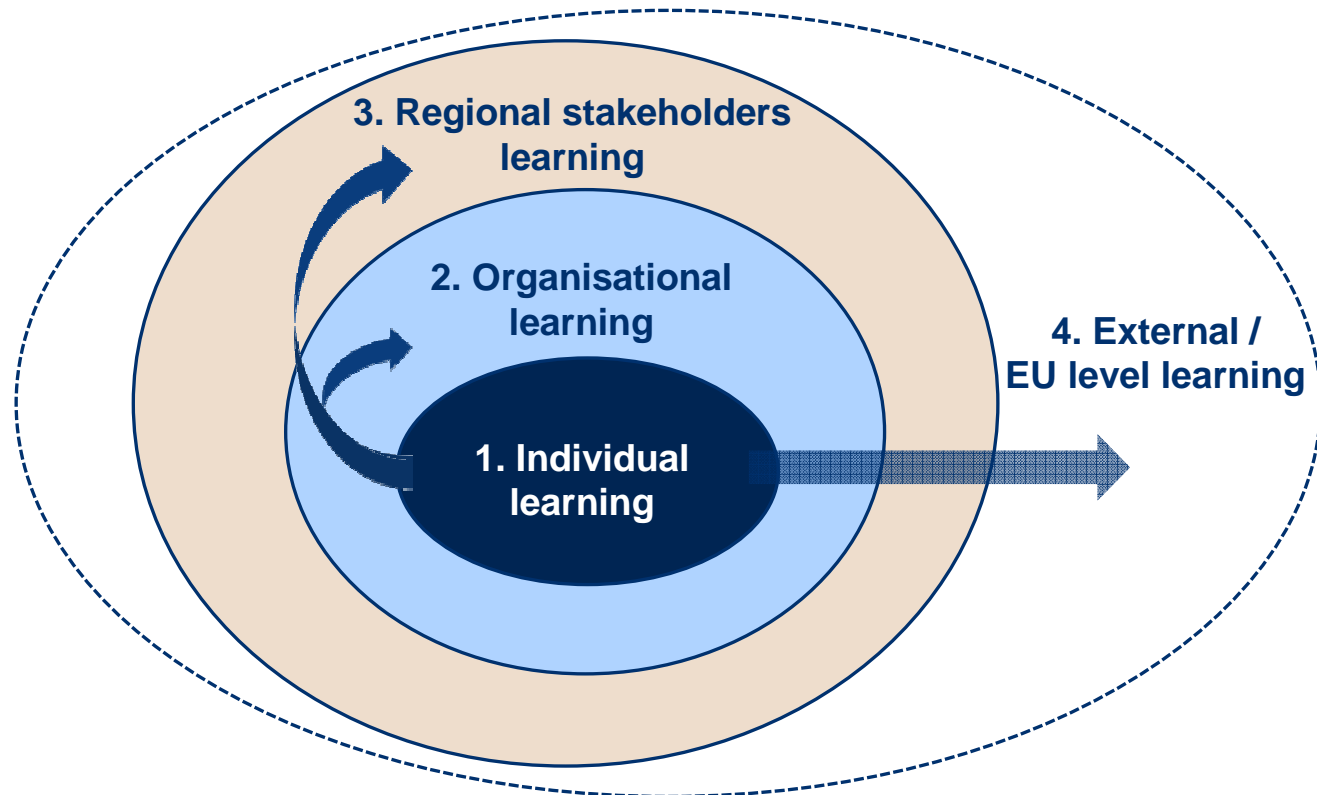 3. Regional stakeholders
learning
2. Organisational
learning
4. External /
EU level learning
1. Individual
learning